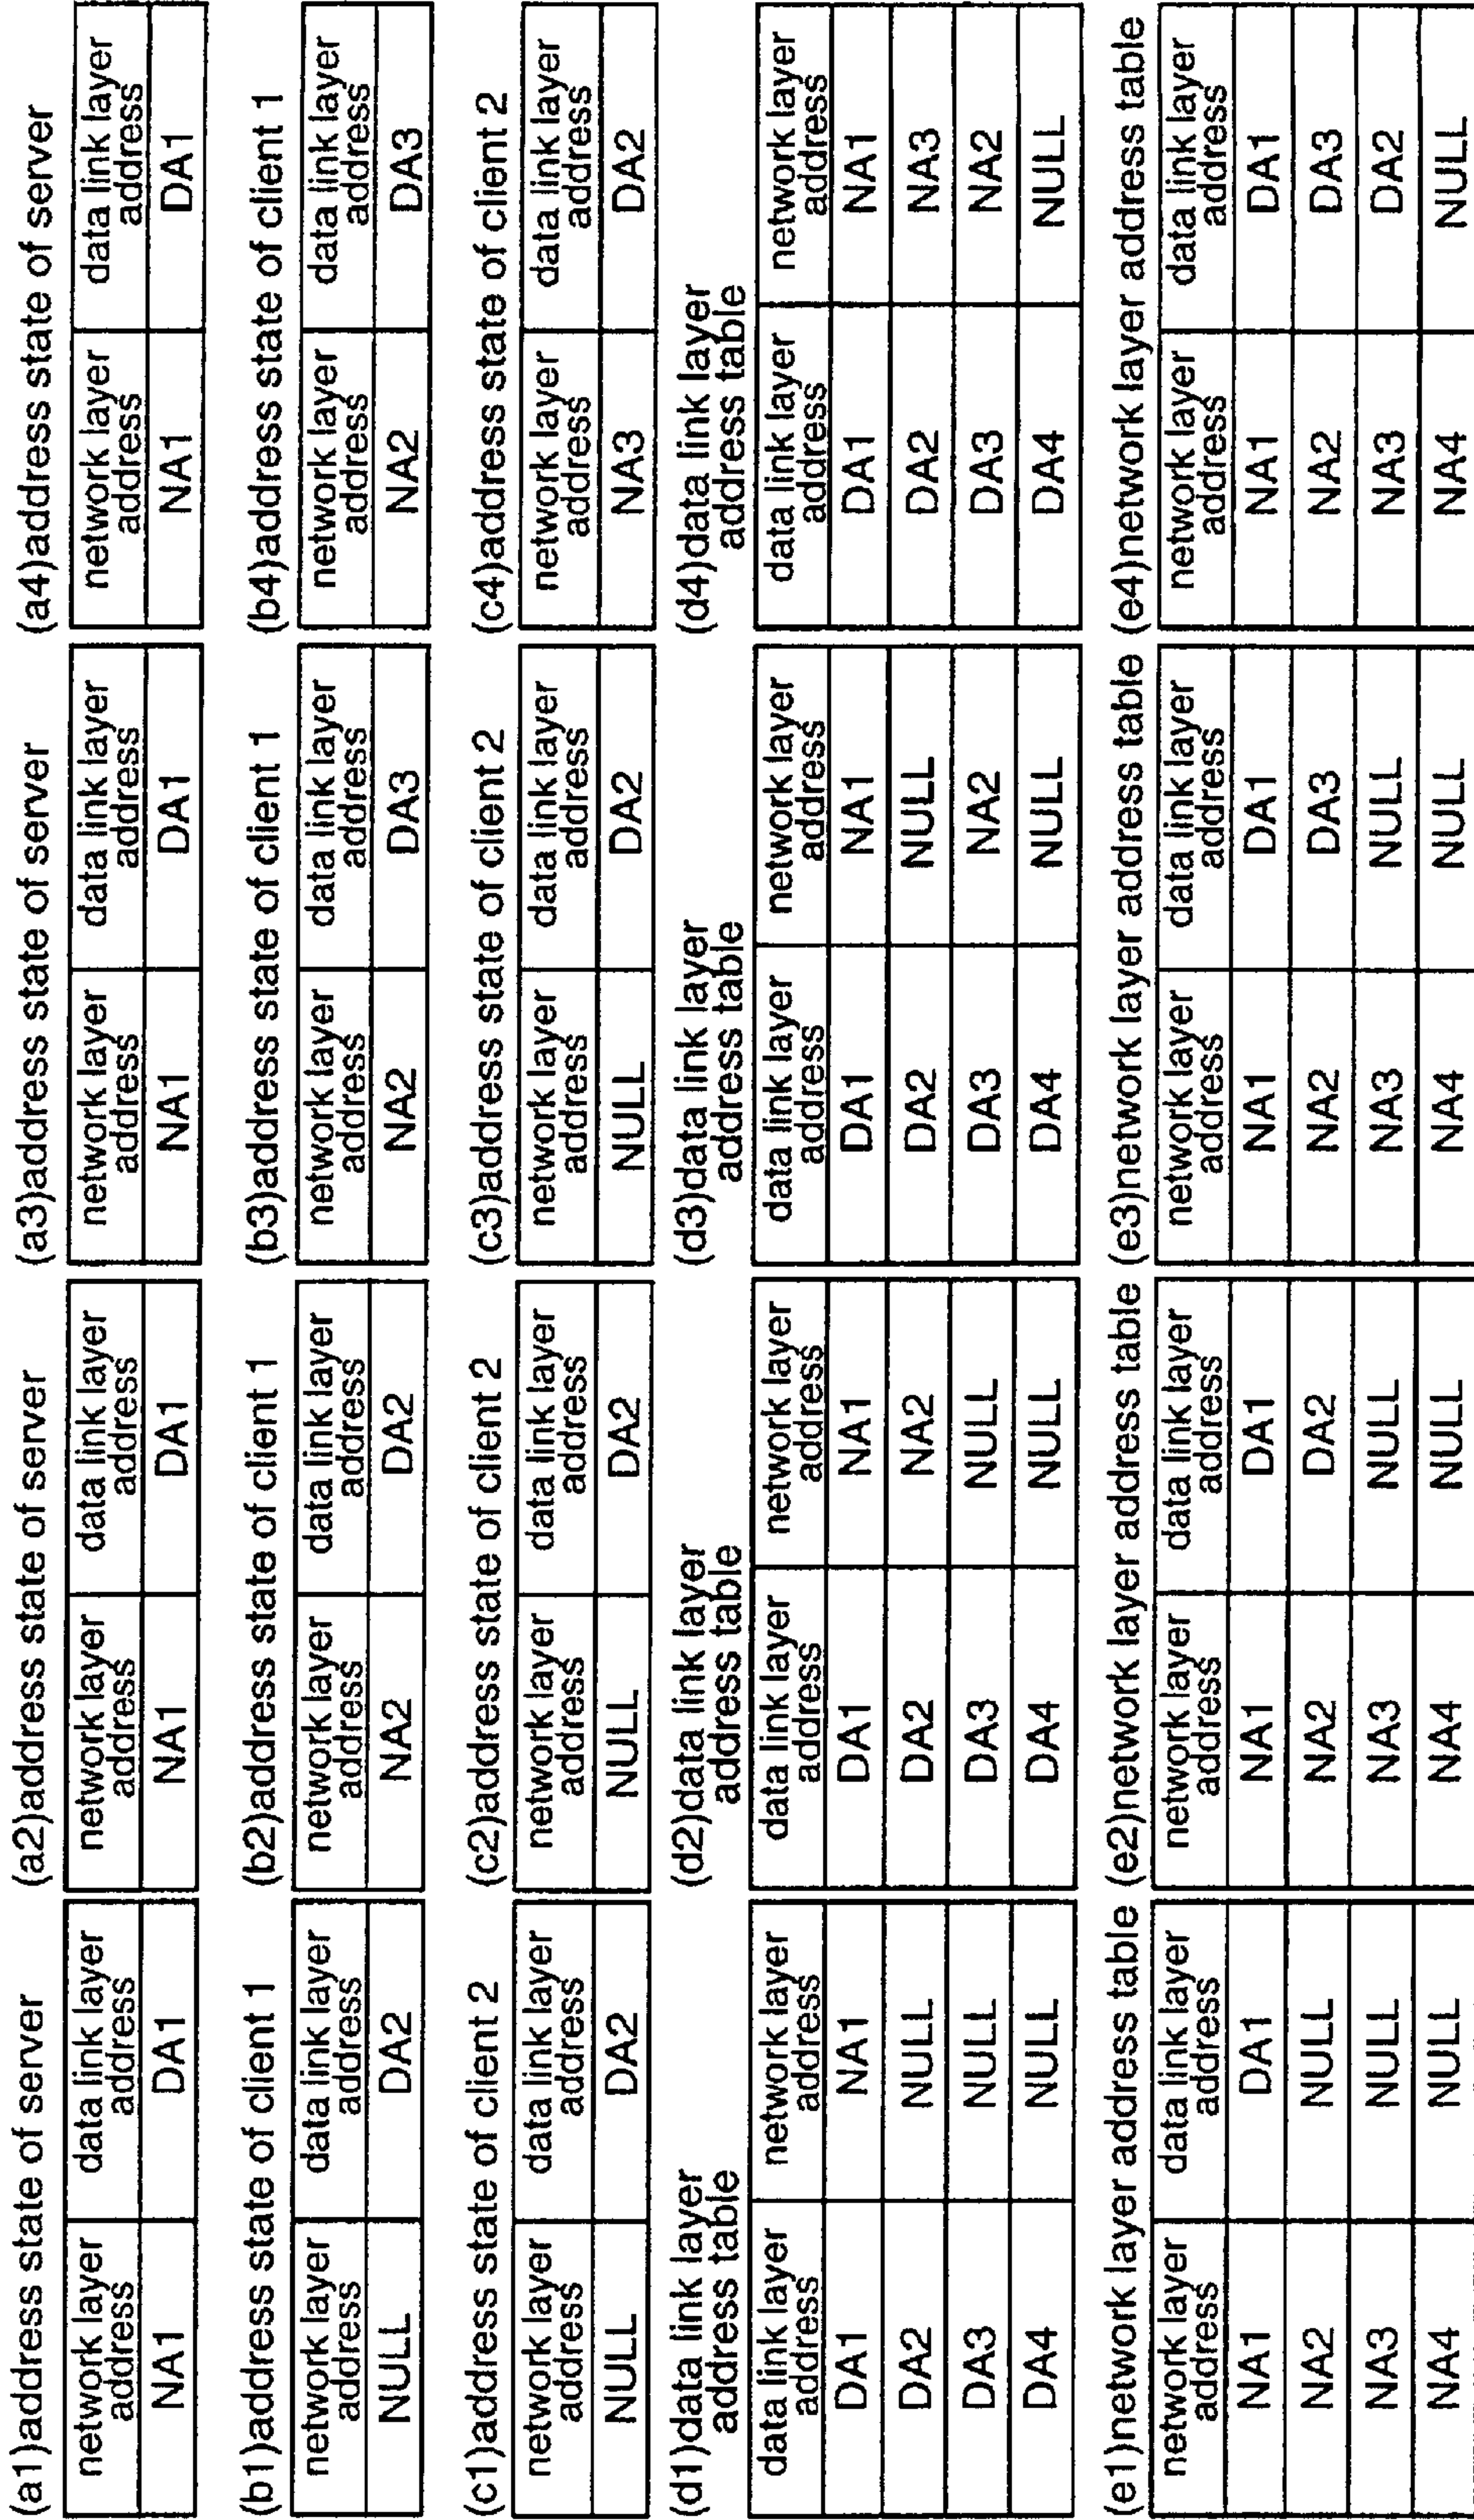 (a1)address state of server
network layer address
data link layer address
NA1 DA1
(b1)address state of client 1
network layer address
data link layer address
NULL DA2
(c1)address state of client 2
network layer address
data link layer address
NULL DA2
(d1)data link layer
address table
data link layer address
network layer address
DA1 NA1
DA2 NULL
DA3 NULL
DA4 NULL
(e1)network layer address table
network layer address
data link layer address
NA1 DA1
NA2 NULL
NA3 NULL
NA4 NULL
(a2)address state of server
network layer address
data link layer address
NA1 DA1
(b2)address state of client 1
network layer address
data link layer address
NA2 DA2
(c2)address state of client 2
network layer address
data link layer address
NULL DA2
(d2)data link layer
address table
data link layer address
network layer address
DA1 NA1
DA2 NA2
DA3 NULL
DA4 NULL
(e2)network layer address table
network layer address
data link layer address
NA1 DA1
NA2 DA2
NA3 NULL
NA4 NULL
(a3)address state of server
network layer address
data link layer address
NA1 DA1
(b3)address state of client 1
network layer address
data link layer address
NA2 DA3
(c3)address state of client 2
network layer address
data link layer address
NULL DA2
(d3)data link layer
address table
data link layer address
network layer address
DA1 NA1
DA2 NULL
DA3 NA2
DA4 NULL
(e3)network layer address table
network layer address
data link layer address
NA1 DA1
NA2 DA3
NA3 NULL
NA4 NULL
(a4)address state of server
network layer address
data link layer address
NA1 DA1
(b4)address state of client 1
network layer address
data link layer address
NA2 DA3
(c4)address state of client 2
network layer address
data link layer address
NA3 DA2
(d4)data link layer
address table
data link layer address
network layer address
DA1 NA1
DA2 NA3
DA3 NA2
DA4 NULL
(e4)network layer address table
network layer address
data link layer address
NA1 DA1
NA2 DA3
NA3 DA2
NA4 NULL